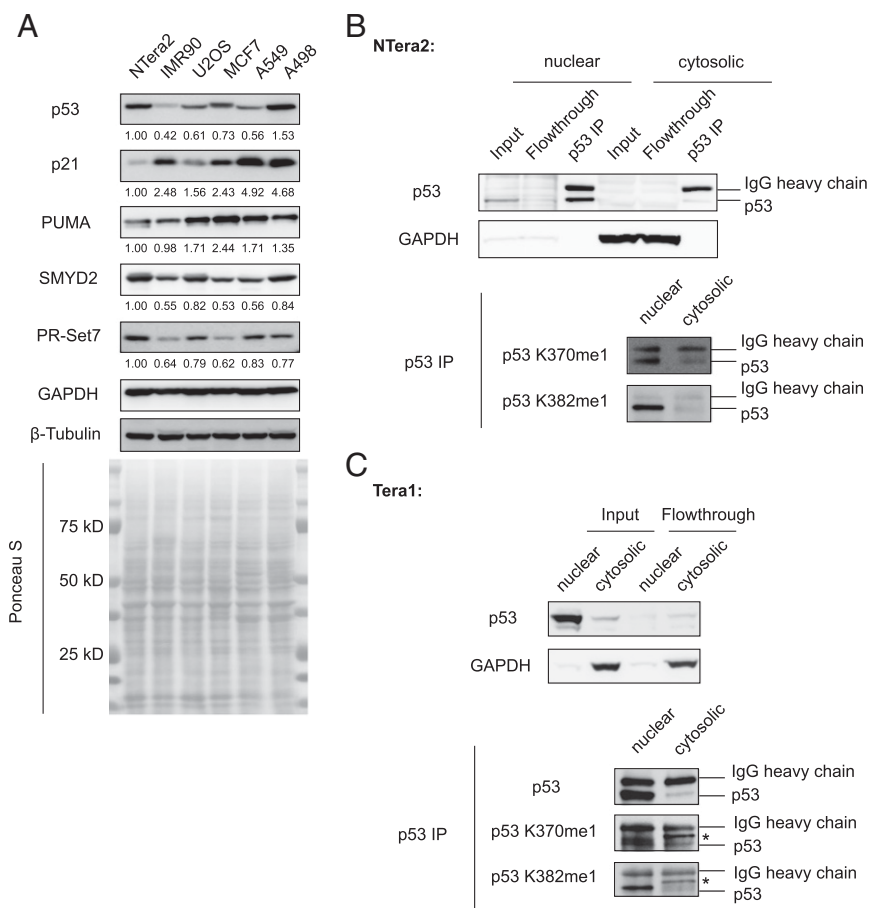 A
NTera2 IMR90 U2OS MCF7 A549 A498
p53
1.00 0.42 0.61 0.73 0.56 1.53
p21
1.00 2.48 1.56 2.43 4.92 4.68
PUMA
1.00 0.98 1.71 2.44 1.71 1.35
SMYD2
1.00 0.55 0.82 0.53 0.56 0.84
PR-Set7
1.00 0.64 0.79 0.62 0.83 0.77
GAPDH
β-Tubulin
Ponceau S
75 kD
50 kD
25 kD
B
NTera2:
nuclear cytosolic
Input Flowthrough p53 IP Input Flowthrough p53 IP
p53 IgG heavy chain
p53
GAPDH
nuclear cytosolic
p53 IP
p53 K370me1 IgG heavy chain
p53
p53 K382me1 IgG heavy chain
p53
C
Tera1:
Input Flowthrough
nuclear cytosolic nuclear cytosolic
p53
GAPDH
nuclear cytosolic
p53 IP
p53 IgG heavy chain
p53
p53 K370me1 IgG heavy chain
*
p53
p53 K382me1 IgG heavy chain
*
p53